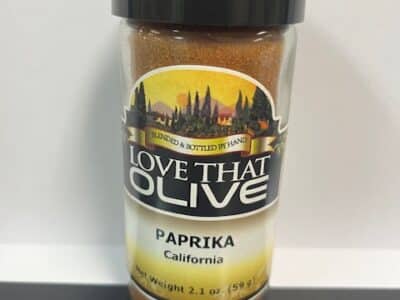 BLENDED & BOTTLED BY HAND
LOVE THAT
OLIVE
PAPRIKA
California
Net Weight 2.1 oz. (59 g)